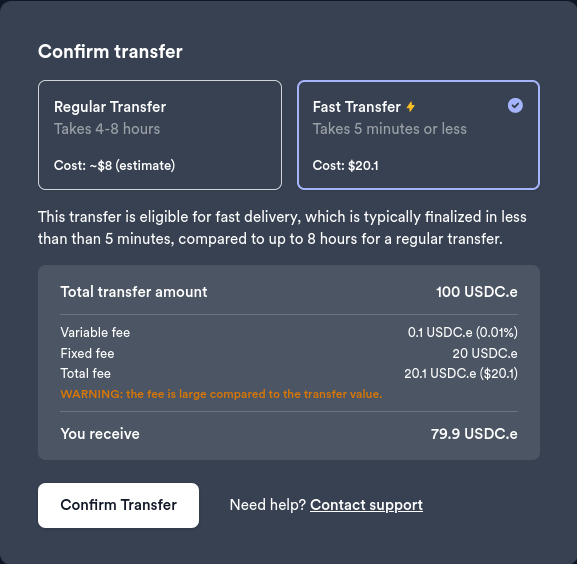 Confirm transfer
Regular Transfer
Takes 4-8 hours
Cost: ~$8 (estimate)
Fast Transfer ⚡
Takes 5 minutes or less
Cost: $20.1
This transfer is eligible for fast delivery, which is typically finalized in less
than than 5 minutes, compared to up to 8 hours for a regular transfer.
Total transfer amount 100 USDC.e
Variable fee 0.1 USDC.e (0.01%)
Fixed fee 20 USDC.e
Total fee 20.1 USDC.e ($20.1)
WARNING: the fee is large compared to the transfer value.
You receive 79.9 USDC.e
Confirm Transfer Need help? Contact support